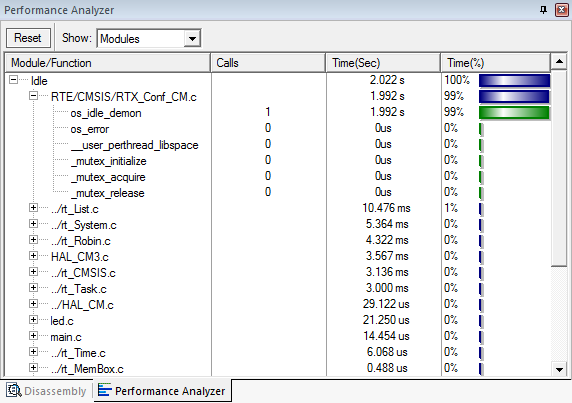 Performance Analyzer
Reset Show: Modules
Module/Function Calls Time(Sec) Time(%)
Idle 2.022 s 100%
RTE/CMSIS/RTX_Conf_CM.c 1.992 s 99%
os_idle_demon 1 1.992 s 99%
os_error 0 0us 0%
__user_perthread_libspace 0 0us 0%
_mutex_initialize 0 0us 0%
_mutex_acquire 0 0us 0%
_mutex_release 0 0us 0%
../rt_List.c 10.476 ms 1%
../rt_System.c 5.364 ms 0%
../rt_Robin.c 4.322 ms 0%
HAL_CM3.c 3.567 ms 0%
../rt_CMSIS.c 3.136 ms 0%
../rt_Task.c 3.000 ms 0%
../HAL_CM.c 29.122 us 0%
led.c 21.250 us 0%
main.c 14.454 us 0%
../rt_Time.c 6.068 us 0%
../rt_MemBox.c 0.488 us 0%
Disassembly Performance Analyzer